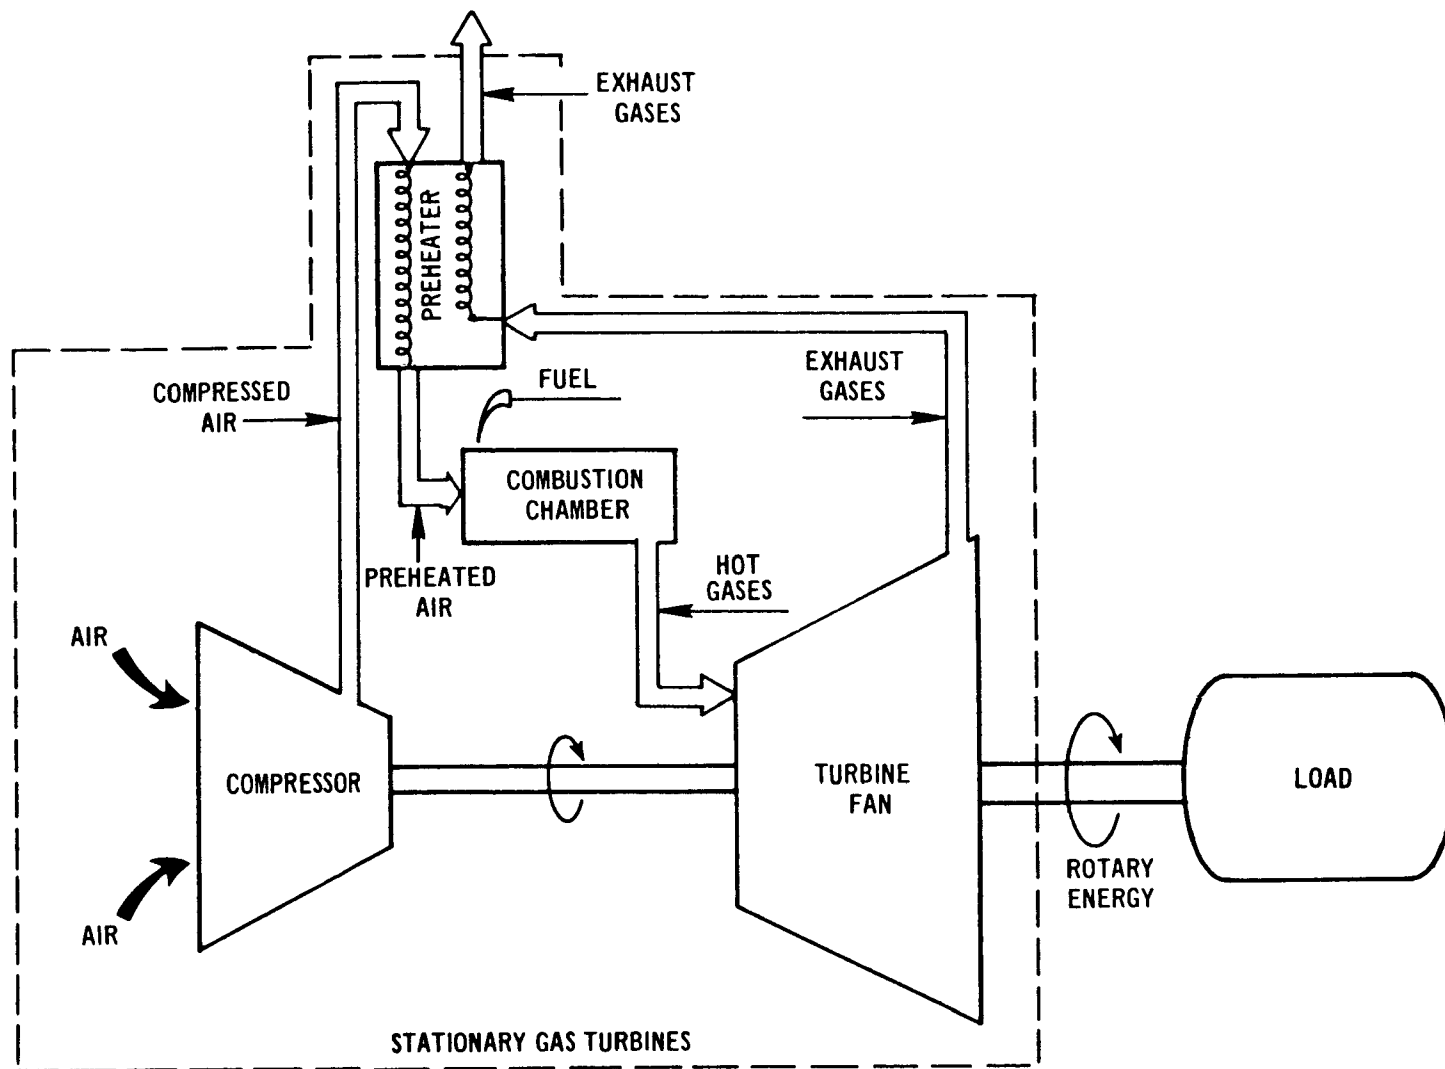 EXHAUST
GASES
PREHEATER
COMPRESSED
AIR
FUEL
EXHAUST
GASES
COMBUSTION
CHAMBER
PREHEATED
AIR
HOT
GASES
AIR
COMPRESSOR
TURBINE
FAN
LOAD
ROTARY
ENERGY
AIR
STATIONARY GAS TURBINES